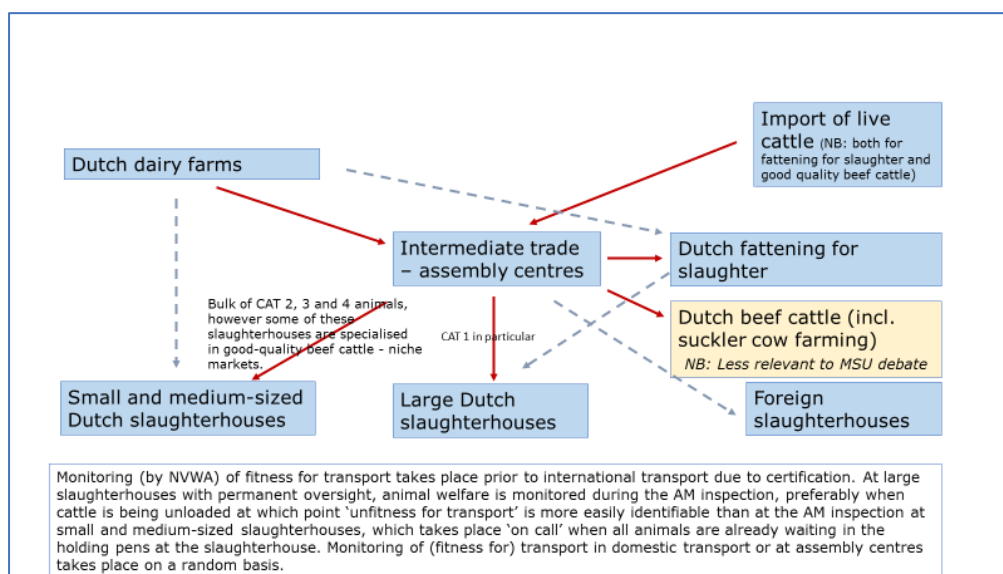 Import of live
cattle (NB: both for
fattening for slaughter and
good quality beef cattle)
Dutch dairy farms
Intermediate trade
– assembly centres
Dutch fattening for
slaughter
Bulk of CAT 2, 3 and 4 animals,
however some of these
slaughterhouses are specialised
in good-quality beef cattle - niche
markets.
CAT 1 in particular
Dutch beef cattle (incl.
suckler cow farming)
NB: Less relevant to MSU debate
Small and medium-sized
Dutch slaughterhouses
Large Dutch
slaughterhouses
Foreign
slaughterhouses
Monitoring (by NVWA) of fitness for transport takes place prior to international transport due to certification. At large
slaughterhouses with permanent oversight, animal welfare is monitored during the AM inspection, preferably when
cattle is being unloaded at which point ‘unfitness for transport’ is more easily identifiable than at the AM inspection at
small and medium-sized slaughterhouses, which takes place ‘on call’ when all animals are already waiting in the
holding pens at the slaughterhouse. Monitoring of (fitness for) transport in domestic transport or at assembly centres
takes place on a random basis.